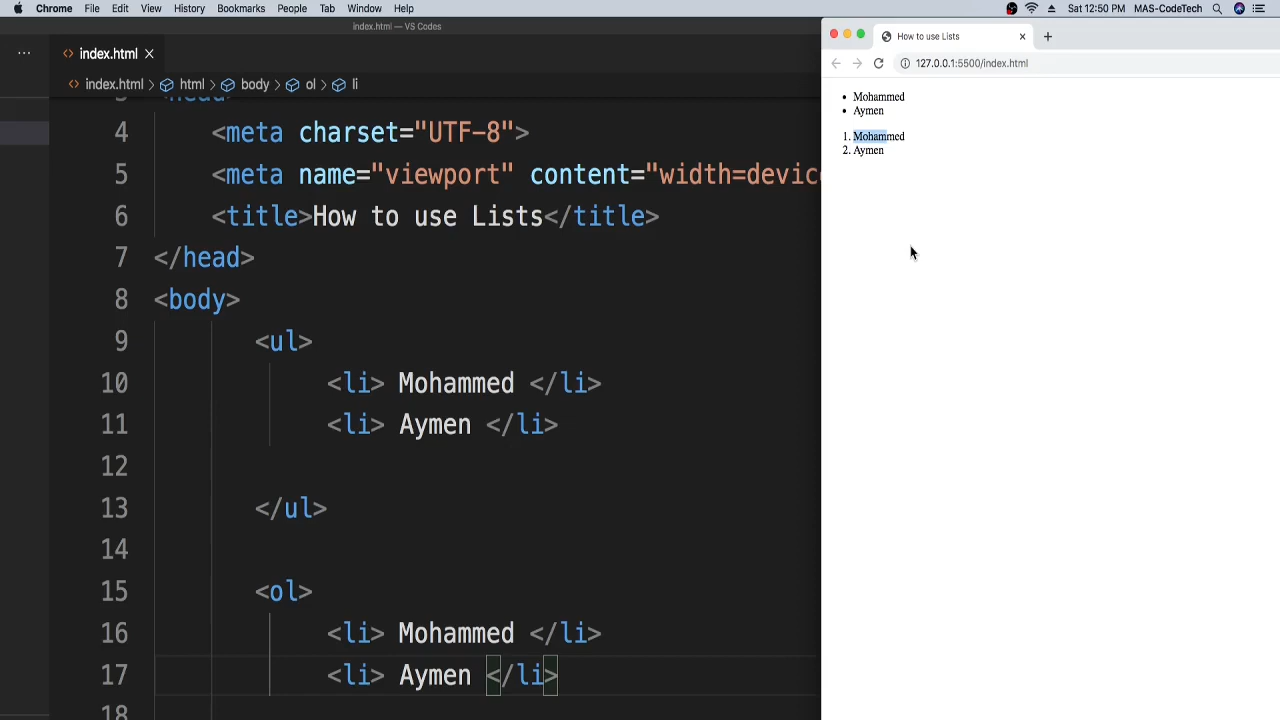 Chrome File Edit View History Bookmarks People Tab Window Help Sat 12:50 PM MAS-CodeTech
index.html — VS Codes
... index.html ×
index.html > html > body > ol > li
<head>
4 <meta charset="UTF-8">
5 <meta name="viewport" content="width=devic
6 <title>How to use Lists</title>
7 </head>
8 <body>
9 <ul>
10 <li> Mohammed </li>
11 <li> Aymen </li>
12
13 </ul>
14
15 <ol>
16 <li> Mohammed </li>
17 <li> Aymen </li>
18
How to use Lists × +
127.0.0.1:5500/index.html
• Mohammed
• Aymen
1. Mohammed
2. Aymen